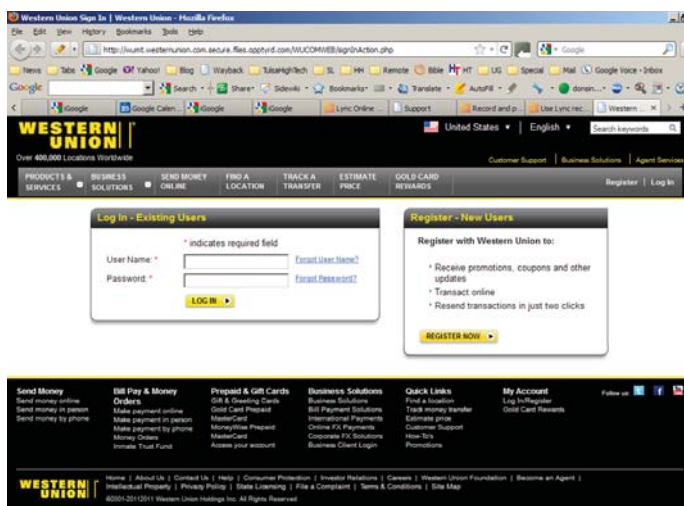 Western Union Sign In | Western Union - Mozilla Firefox
File Edit View History Bookmarks Tools Help
http://wumt.westernunion.com.secure.files.opptyrd.com/WUCOMWEB/signInAction.php Google
News Tabs Google Yahoo! Blog Wayback TulsaHighTech SL HH Remote Bible HT UG Special Mail Google Voice - Inbox
Google Search Share Sidewiki Bookmarks Translate AutoFill
iGoogle Google Calen... iGoogle iGoogle Lync Online ... Support Record and p... Use Lync rec... Western ...
WESTERN UNION
United States English Search keywords
Over 400,000 Locations Worldwide
Customer Support | Business Solutions | Agent Services
PRODUCTS & SERVICES BUSINESS SOLUTIONS SEND MONEY ONLINE FIND A LOCATION TRACK A TRANSFER ESTIMATE PRICE GOLD CARD REWARDS Register | Log In
Log In - Existing Users
* indicates required field
User Name: * Forgot User Name?
Password: * Forgot Password?
LOG IN
Register - New Users
Register with Western Union to:
Receive promotions, coupons and other
updates
Transact online
Resend transactions in just two clicks
REGISTER NOW
Send Money
Send money online
Send money in person
Send money by phone
Bill Pay & Money
Orders
Make payment online
Make payment in person
Make payment by phone
Money Orders
Inmate Trust Fund
Prepaid & Gift Cards
Gift & Greeting Cards
Gold Card Prepaid
MasterCard
MoneyWise Prepaid
MasterCard
Access your account
Business Solutions
Business Solutions
Bill Payment Solutions
International Payments
Online FX Payments
Corporate FX Solutions
Business Client Login
Quick Links
Find a location
Track money transfer
Estimate price
Customer Support
How-To's
Promotions
My Account
Log In/Register
Gold Card Rewards
Follow us
WESTERN UNION
Home | About Us | Contact Us | Help | Consumer Protection | Investor Relations | Careers | Western Union Foundation | Become an Agent |
Intellectual Property | Privacy Policy | State Licensing | File a Complaint | Terms & Conditions | Site Map
©2001-20112011 Western Union Holdings Inc. All Rights Reserved